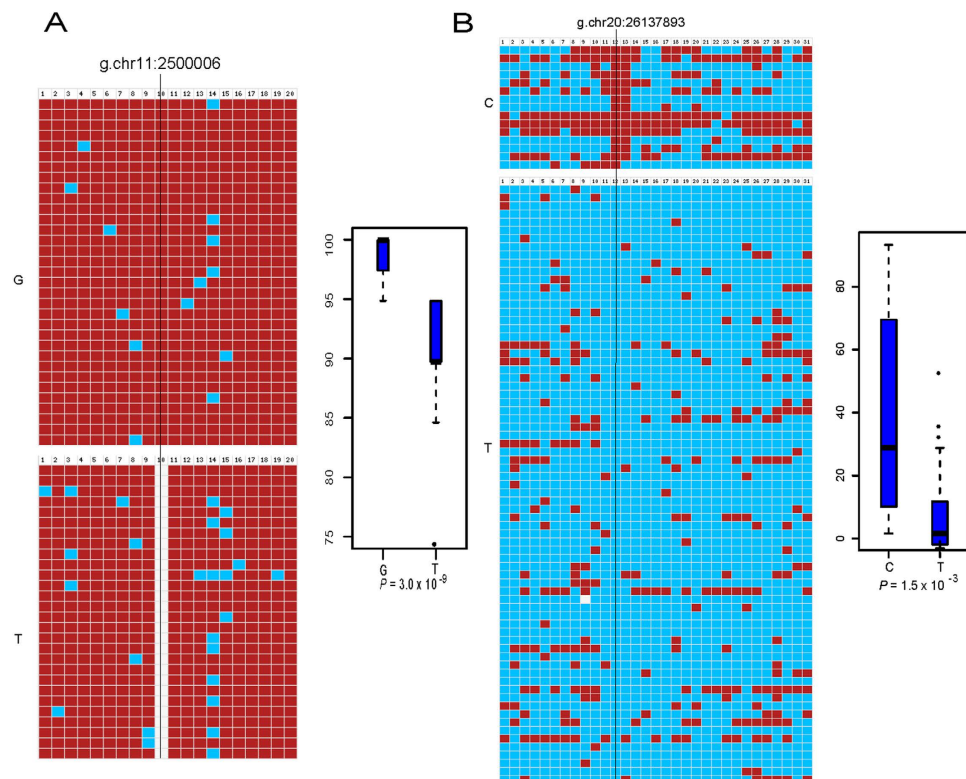 A
g.chr11:2500006
1 2 3 4 5 6 7 8 9 10 11 12 13 14 15 16 17 18 19 20
G
1 2 3 4 5 6 7 8 9 10 11 12 13 14 15 16 17 18 19 20
T
100
95
90
85
80
75
G T
P = 3.0 x 10 -9
B
g.chr20:26137893
1 2 3 4 5 6 7 8 9 10 11 12 13 14 15 16 17 18 19 20 21 22 23 24 25 26 27 28 29 30 31
C
1 2 3 4 5 6 7 8 9 10 11 12 13 14 15 16 17 18 19 20 21 22 23 24 25 26 27 28 29 30 31
T
80
60
40
20
0
C T
P = 1.5 x 10 -3